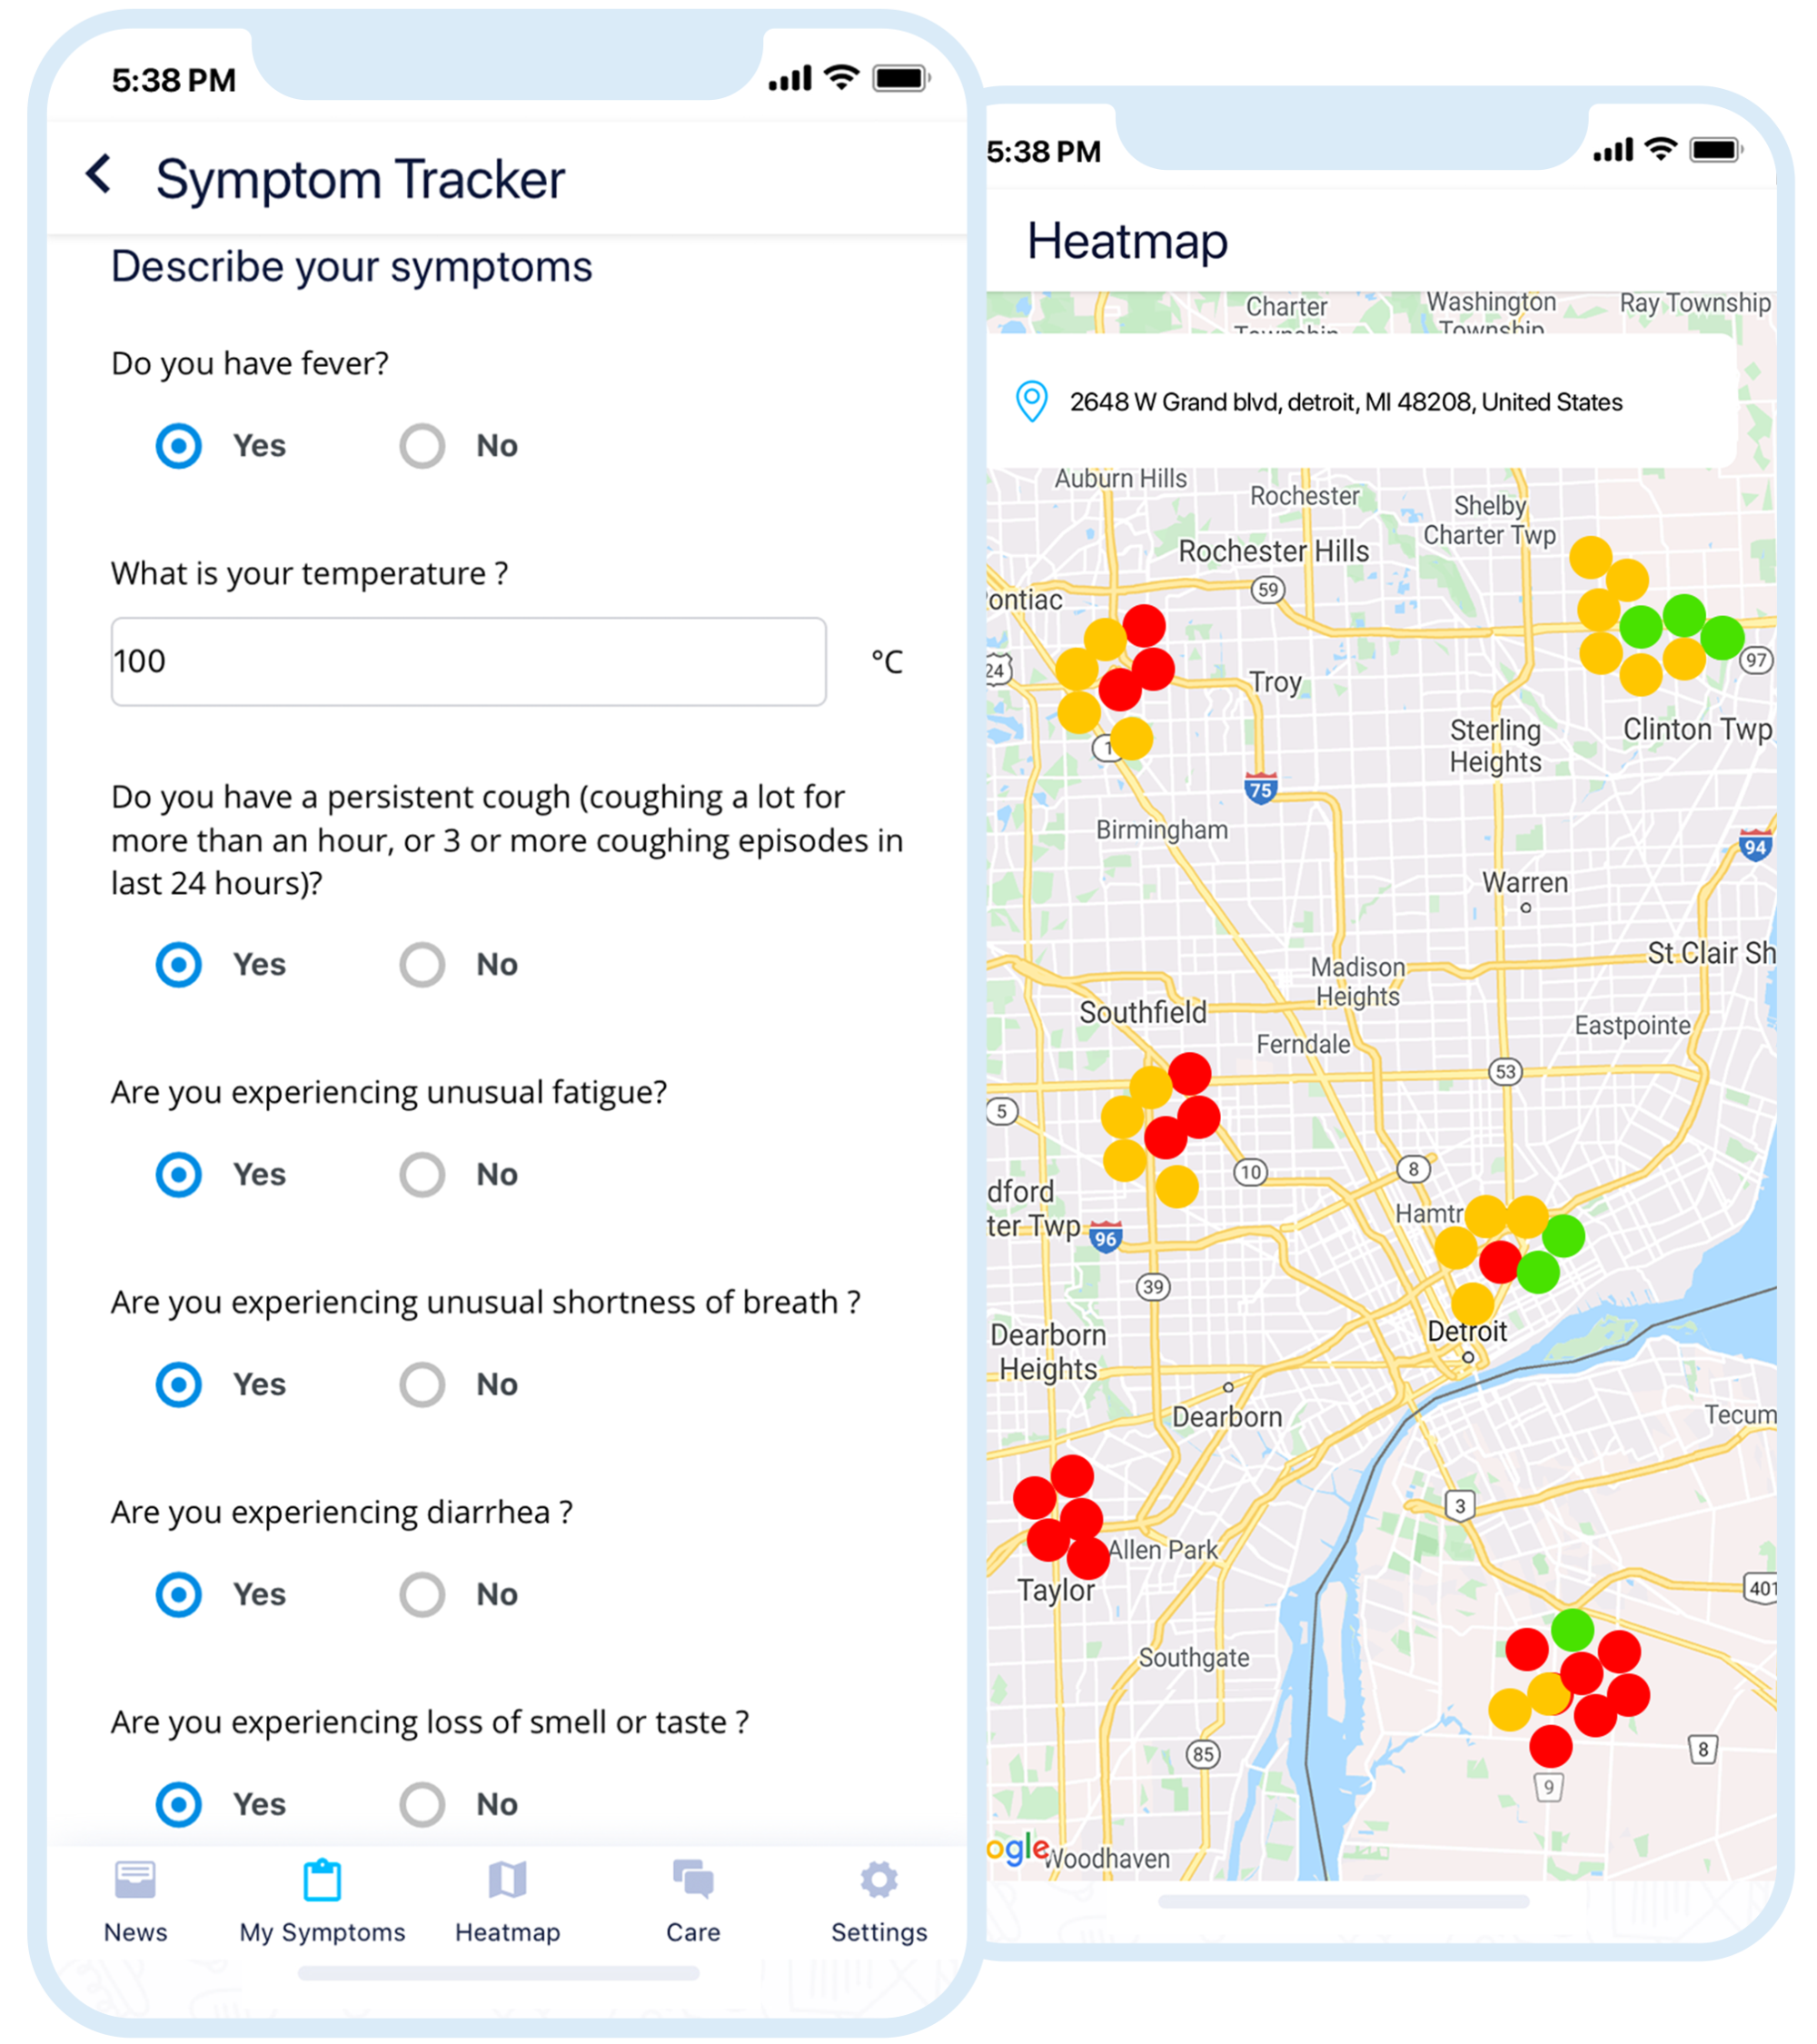 5:38 PM
Symptom Tracker
Describe your symptoms
Do you have fever?
Yes No
What is your temperature ?
100 °C
Do you have a persistent cough (coughing a lot for
more than an hour, or 3 or more coughing episodes in
last 24 hours)?
Yes No
Are you experiencing unusual fatigue?
Yes No
Are you experiencing unusual shortness of breath ?
Yes No
Are you experiencing diarrhea ?
Yes No
Are you experiencing loss of smell or taste ?
Yes No
News My Symptoms Heatmap Care Settings
5:38 PM
Heatmap
Charter
Township
Washington
Township
Ray Township
2648 W Grand blvd, detroit, MI 48208, United States
Auburn Hills
Rochester
Shelby
Charter Twp
Rochester Hills
59
ontiac
24
Troy
97
Sterling
Heights
Clinton Twp
1
75
Birmingham
94
Warren
St Clair Sh
Madison
Heights
Southfield
Eastpointe
Ferndale
53
5
10
8
dford
ter Twp
96
Hamtr
39
Detroit
Dearborn
Heights
Dearborn
Tecum
3
Allen Park
Taylor
401
Southgate
85
8
9
ogle
Woodhaven